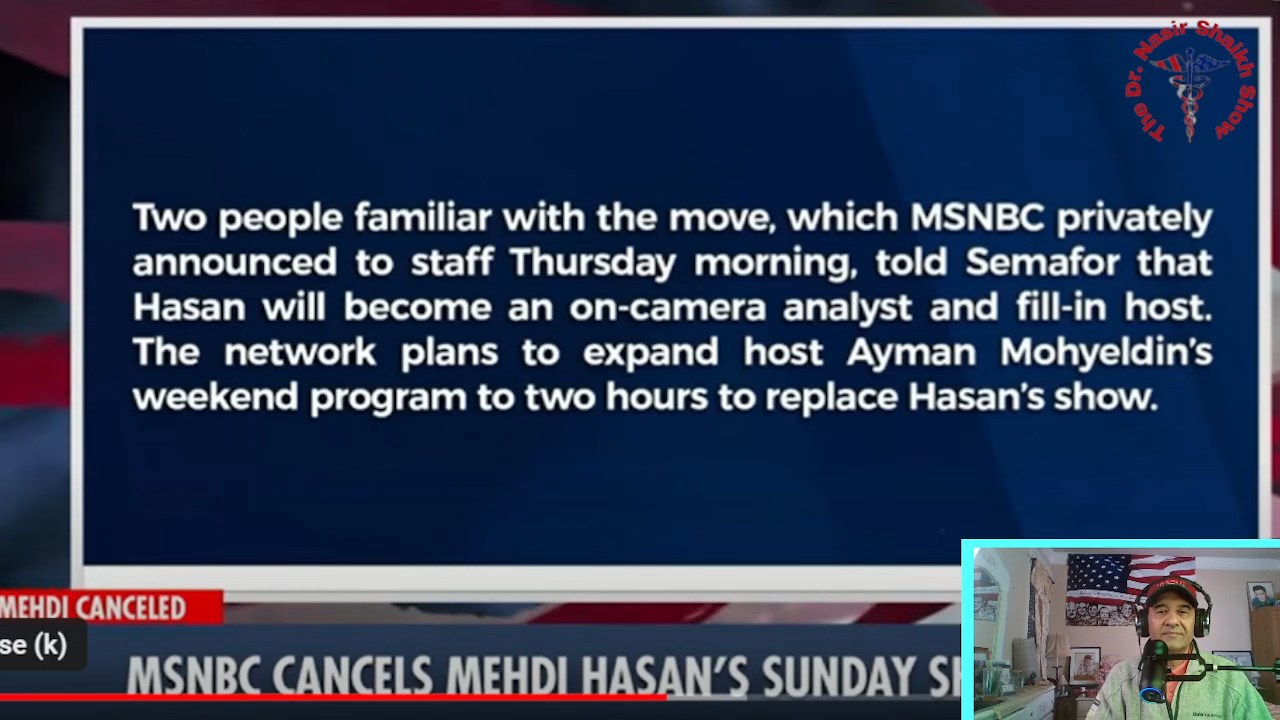 The Dr. Nasir Shaikh Show
Two people familiar with the move, which MSNBC privately
announced to staff Thursday morning, told Semafor that
Hasan will become an on-camera analyst and fill-in host.
The network plans to expand host Ayman Mohyeldin's
weekend program to two hours to replace Hasan's show.
MEHDI CANCELED
se (k)
MSNBC CANCELS MEHDI HASAN'S SUNDAY